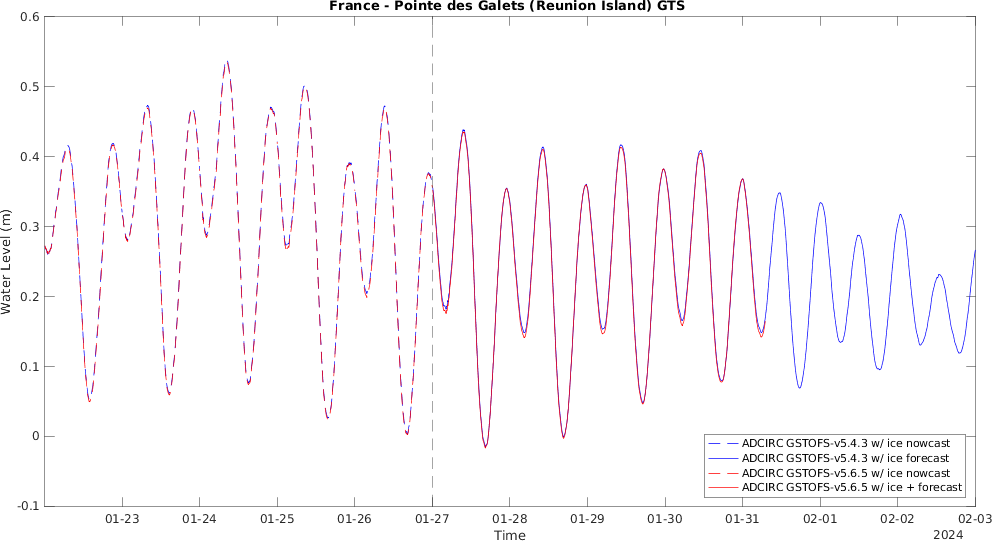 France - Pointe des Galets (Reunion Island) GTS
0.6
0.5
0.4
0.3
0.2
0.1
0
-0.1
Water Level (m)
01-23 01-24 01-25 01-26 01-27 01-28 01-29 01-30 01-31 02-01 02-02 02-03
Time
2024
ADCIRC GSTOFS-v5.4.3 w/ ice nowcast
ADCIRC GSTOFS-v5.4.3 w/ ice forecast
ADCIRC GSTOFS-v5.6.5 w/ ice nowcast
ADCIRC GSTOFS-v5.6.5 w/ ice + forecast